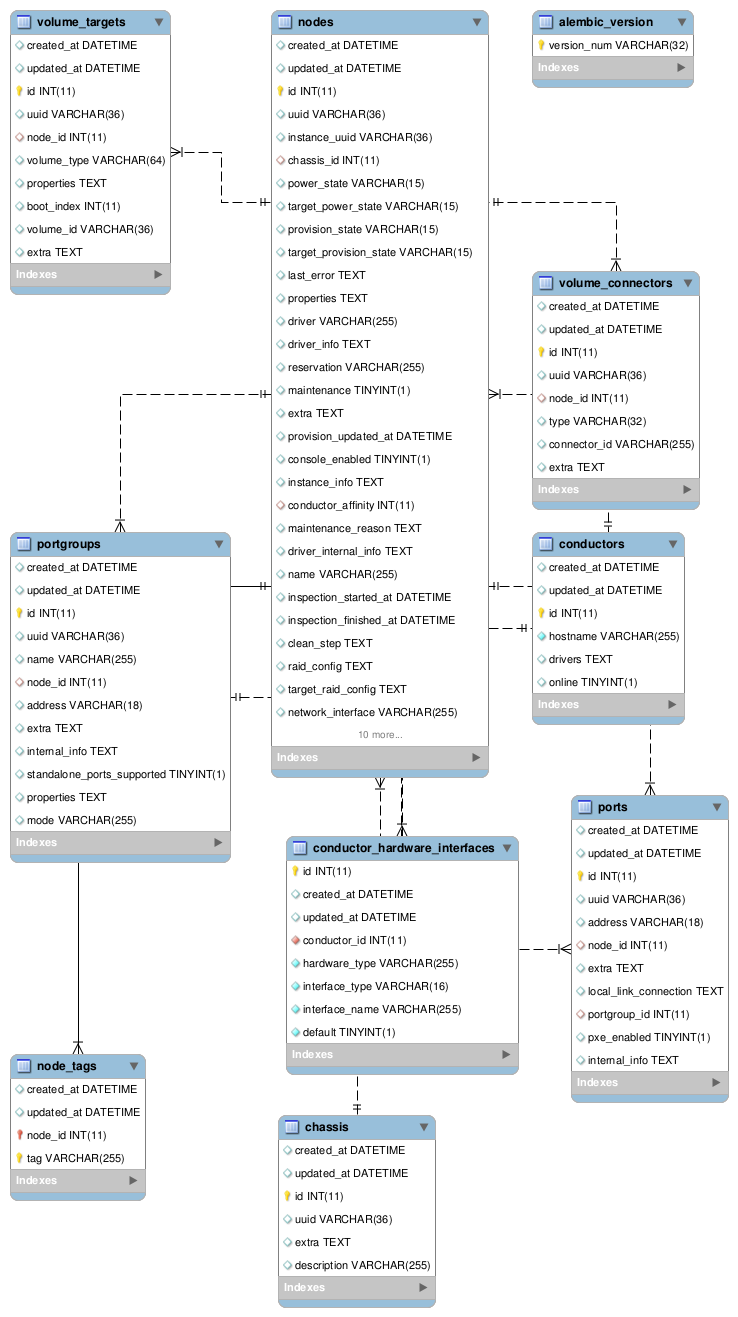 volume_targets
created_at DATETIME
updated_at DATETIME
id INT(11)
uuid VARCHAR(36)
node_id INT(11)
volume_type VARCHAR(64)
properties TEXT
boot_index INT(11)
volume_id VARCHAR(36)
extra TEXT
Indexes
nodes
created_at DATETIME
updated_at DATETIME
id INT(11)
uuid VARCHAR(36)
instance_uuid VARCHAR(36)
chassis_id INT(11)
power_state VARCHAR(15)
target_power_state VARCHAR(15)
provision_state VARCHAR(15)
target_provision_state VARCHAR(15)
last_error TEXT
properties TEXT
driver VARCHAR(255)
driver_info TEXT
reservation VARCHAR(255)
maintenance TINYINT(1)
extra TEXT
provision_updated_at DATETIME
console_enabled TINYINT(1)
instance_info TEXT
conductor_affinity INT(11)
maintenance_reason TEXT
driver_internal_info TEXT
name VARCHAR(255)
inspection_started_at DATETIME
inspection_finished_at DATETIME
clean_step TEXT
raid_config TEXT
target_raid_config TEXT
network_interface VARCHAR(255)
10 more...
Indexes
alembic_version
version_num VARCHAR(32)
Indexes
volume_connectors
created_at DATETIME
updated_at DATETIME
id INT(11)
uuid VARCHAR(36)
node_id INT(11)
type VARCHAR(32)
connector_id VARCHAR(255)
extra TEXT
Indexes
portgroups
created_at DATETIME
updated_at DATETIME
id INT(11)
uuid VARCHAR(36)
name VARCHAR(255)
node_id INT(11)
address VARCHAR(18)
extra TEXT
internal_info TEXT
standalone_ports_supported TINYINT(1)
properties TEXT
mode VARCHAR(255)
Indexes
conductors
created_at DATETIME
updated_at DATETIME
id INT(11)
hostname VARCHAR(255)
drivers TEXT
online TINYINT(1)
Indexes
conductor_hardware_interfaces
id INT(11)
created_at DATETIME
updated_at DATETIME
conductor_id INT(11)
hardware_type VARCHAR(255)
interface_type VARCHAR(16)
interface_name VARCHAR(255)
default TINYINT(1)
Indexes
ports
created_at DATETIME
updated_at DATETIME
id INT(11)
uuid VARCHAR(36)
address VARCHAR(18)
node_id INT(11)
extra TEXT
local_link_connection TEXT
portgroup_id INT(11)
pxe_enabled TINYINT(1)
internal_info TEXT
Indexes
node_tags
created_at DATETIME
updated_at DATETIME
node_id INT(11)
tag VARCHAR(255)
Indexes
chassis
created_at DATETIME
updated_at DATETIME
id INT(11)
uuid VARCHAR(36)
extra TEXT
description VARCHAR(255)
Indexes